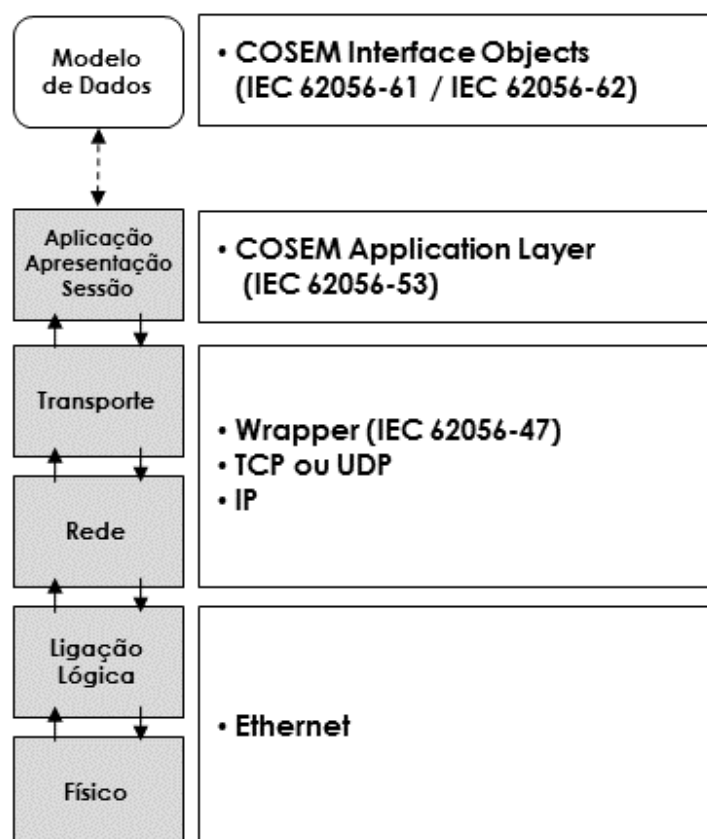 Modelo
de Dados
• COSEM Interface Objects
(IEC 62056-61 / IEC 62056-62)
Aplicação
Apresentação
Sessão
• COSEM Application Layer
(IEC 62056-53)
Transporte
Rede
• Wrapper (IEC 62056-47)
• TCP ou UDP
• IP
Ligação
Lógica
Físico
• Ethernet